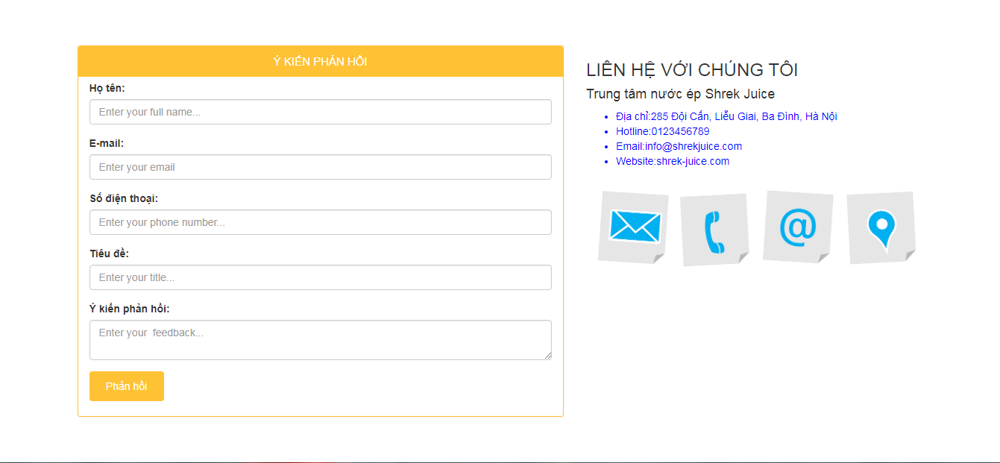 Ý KIẾN PHẢN HỒI
Họ tên:
Enter your full name...
E-mail:
Enter your email
Số điện thoại:
Enter your phone number...
Tiêu đề:
Enter your title...
Ý kiến phản hồi:
Enter your  feedback...
Phản hồi
LIÊN HỆ VỚI CHÚNG TÔI
Trung tâm nước ép Shrek Juice
Địa chỉ:285 Đội Cấn, Liễu Giai, Ba Đình, Hà Nội
Hotline:0123456789
Email:info@shrekjuice.com
Website:shrek-juice.com
@